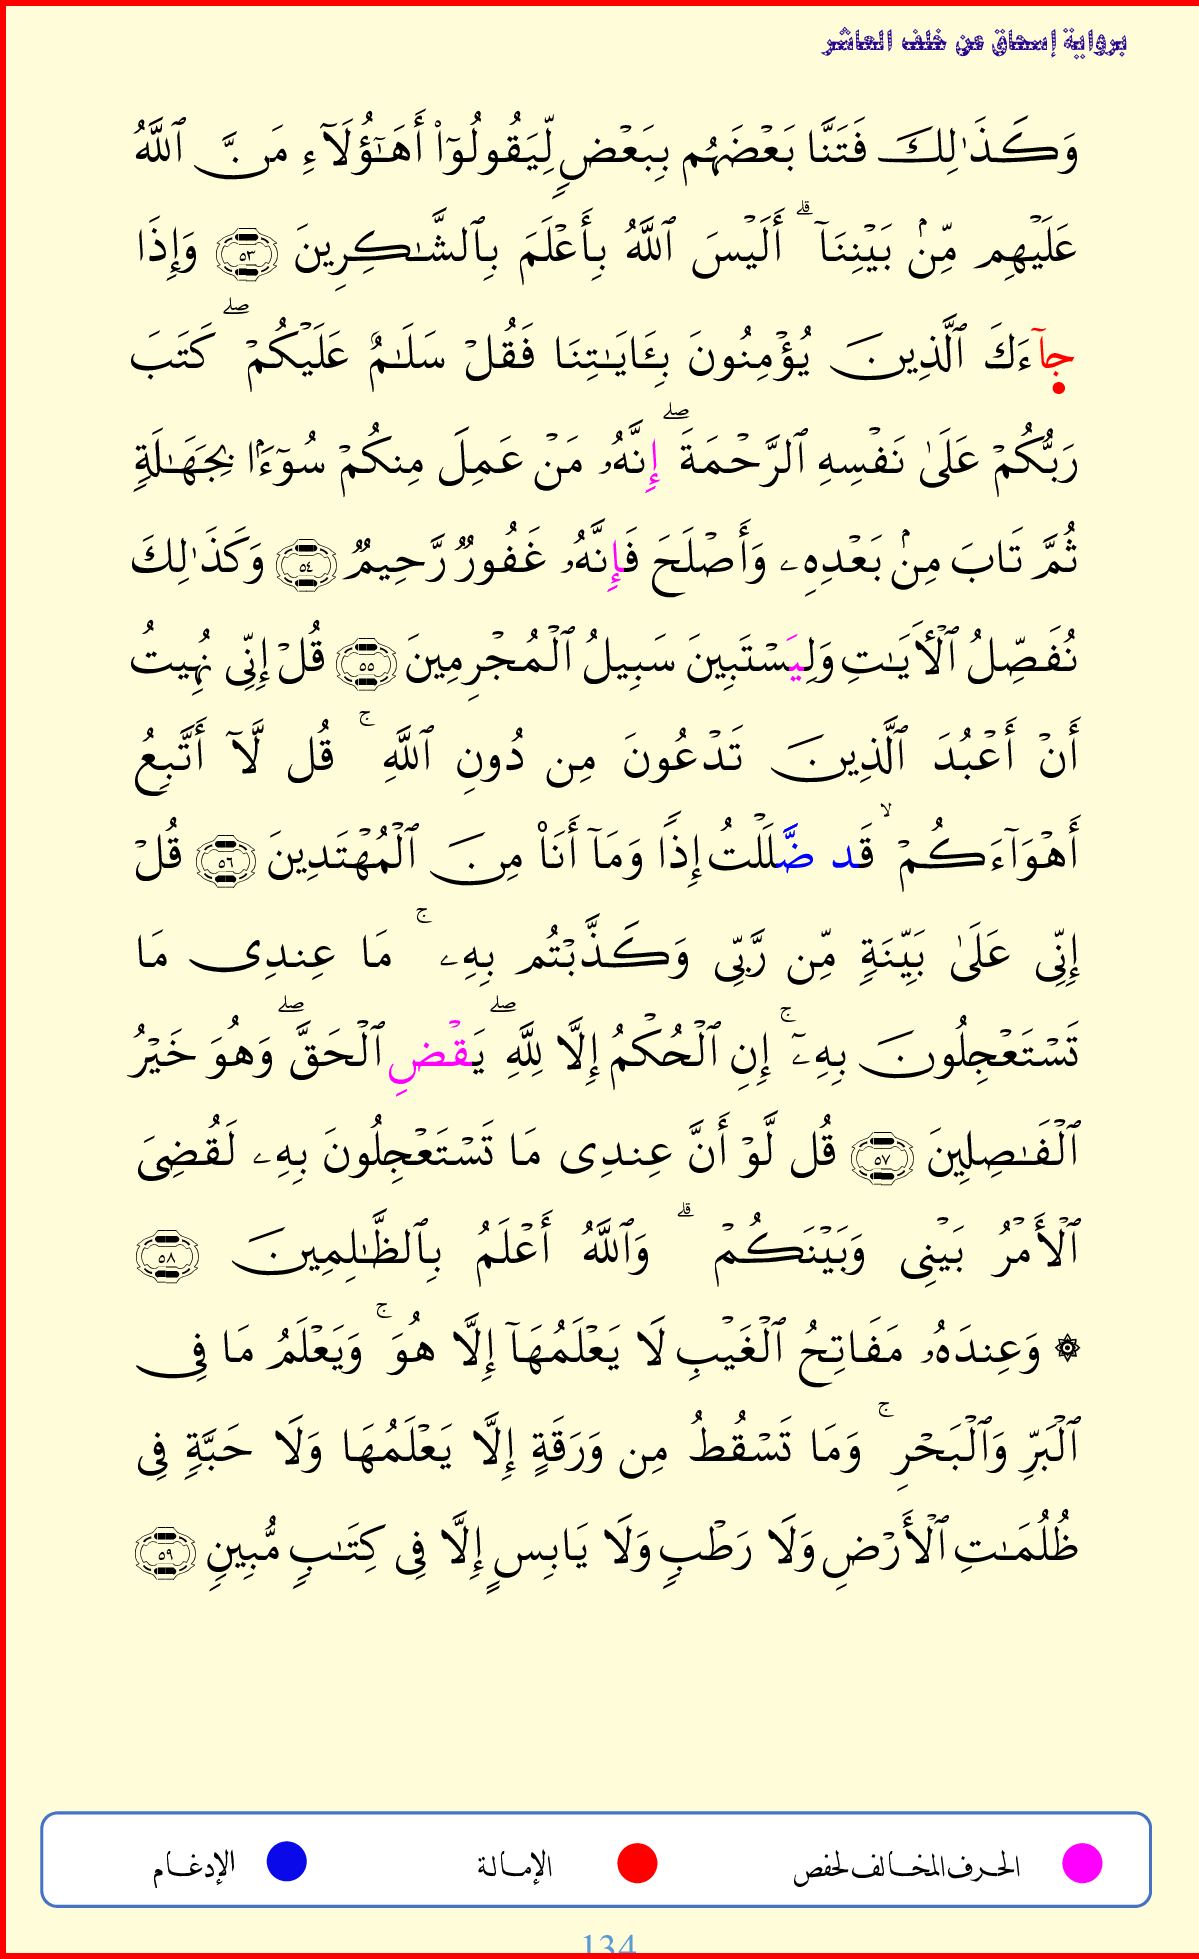 برواية إسحاق عن خلف العاشر
وَكَذَٰلِكَ فَتَنَّا بَعۡضَهُم بِبَعۡضٖ لِّيَقُولُوٓاْ أَهَٰٓؤُلَآءِ مَنَّ ٱللَّهُ
عَلَيۡهِم مِّنۢ بَيۡنِنَآۗ أَلَيۡسَ ٱللَّهُ بِأَعۡلَمَ بِٱلشَّٰكِرِينَ ٥٣ وَإِذَا
جآءَكَ ٱلَّذِينَ يُؤۡمِنُونَ بِـَٔايَٰتِنَا فَقُلۡ سَلَٰمٌ عَلَيۡكُمۡۖ كَتَبَ
رَبُّكُمۡ عَلَىٰ نَفۡسِهِ ٱلرَّحۡمَةَۖ إِنَّهُۥ مَنۡ عَمِلَ مِنكُمۡ سُوٓءَۢا بِجَهَٰلَةٖ
ثُمَّ تَابَ مِنۢ بَعۡدِهِۦ وَأَصۡلَحَ فَإِنَّهُۥ غَفُورٞ رَّحِيمٞ ٥٤ وَكَذَٰلِكَ
نُفَصِّلُ ٱلۡأٓيَٰتِ وَلِيَسۡتَبِينَ سَبِيلُ ٱلۡمُجۡرِمِينَ ٥٥ قُلۡ إِنِّي نُهِيتُ
أَنۡ أَعۡبُدَ ٱلَّذِينَ تَدۡعُونَ مِن دُونِ ٱللَّهِۚ قُل لَّآ أَتَّبِعُ
أَهۡوَآءَكُمۡۙ قَد ضَّلَلۡتُ إِذٗا وَمَآ أَنَا۠ مِنَ ٱلۡمُهۡتَدِينَ ٥٦ قُلۡ
إِنِّي عَلَىٰ بَيِّنَةٖ مِّن رَّبِّي وَكَذَّبۡتُم بِهِۦۚ مَا عِندِي مَا
تَسۡتَعۡجِلُونَ بِهِۦٓۚ إِنِ ٱلۡحُكۡمُ إِلَّا لِلَّهِۖ يَقۡضِ ٱلۡحَقَّۖ وَهُوَ خَيۡرُ
ٱلۡفَٰصِلِينَ ٥٧ قُل لَّوۡ أَنَّ عِندِي مَا تَسۡتَعۡجِلُونَ بِهِۦ لَقُضِيَ
ٱلۡأَمۡرُ بَيۡنِي وَبَيۡنَكُمۡۗ وَٱللَّهُ أَعۡلَمُ بِٱلظَّٰلِمِينَ ٥٨
۞ وَعِندَهُۥ مَفَاتِحُ ٱلۡغَيۡبِ لَا يَعۡلَمُهَآ إِلَّا هُوَۚ وَيَعۡلَمُ مَا فِي
ٱلۡبَرِّ وَٱلۡبَحۡرِۚ وَمَا تَسۡقُطُ مِن وَرَقَةٍ إِلَّا يَعۡلَمُهَا وَلَا حَبَّةٖ فِي
ظُلُمَٰتِ ٱلۡأَرۡضِ وَلَا رَطۡبٖ وَلَا يَابِسٍ إِلَّا فِي كِتَٰبٖ مُّبِينٖ ٥٩
الحرف المخالف لحفص الإمالة الإدغام
134